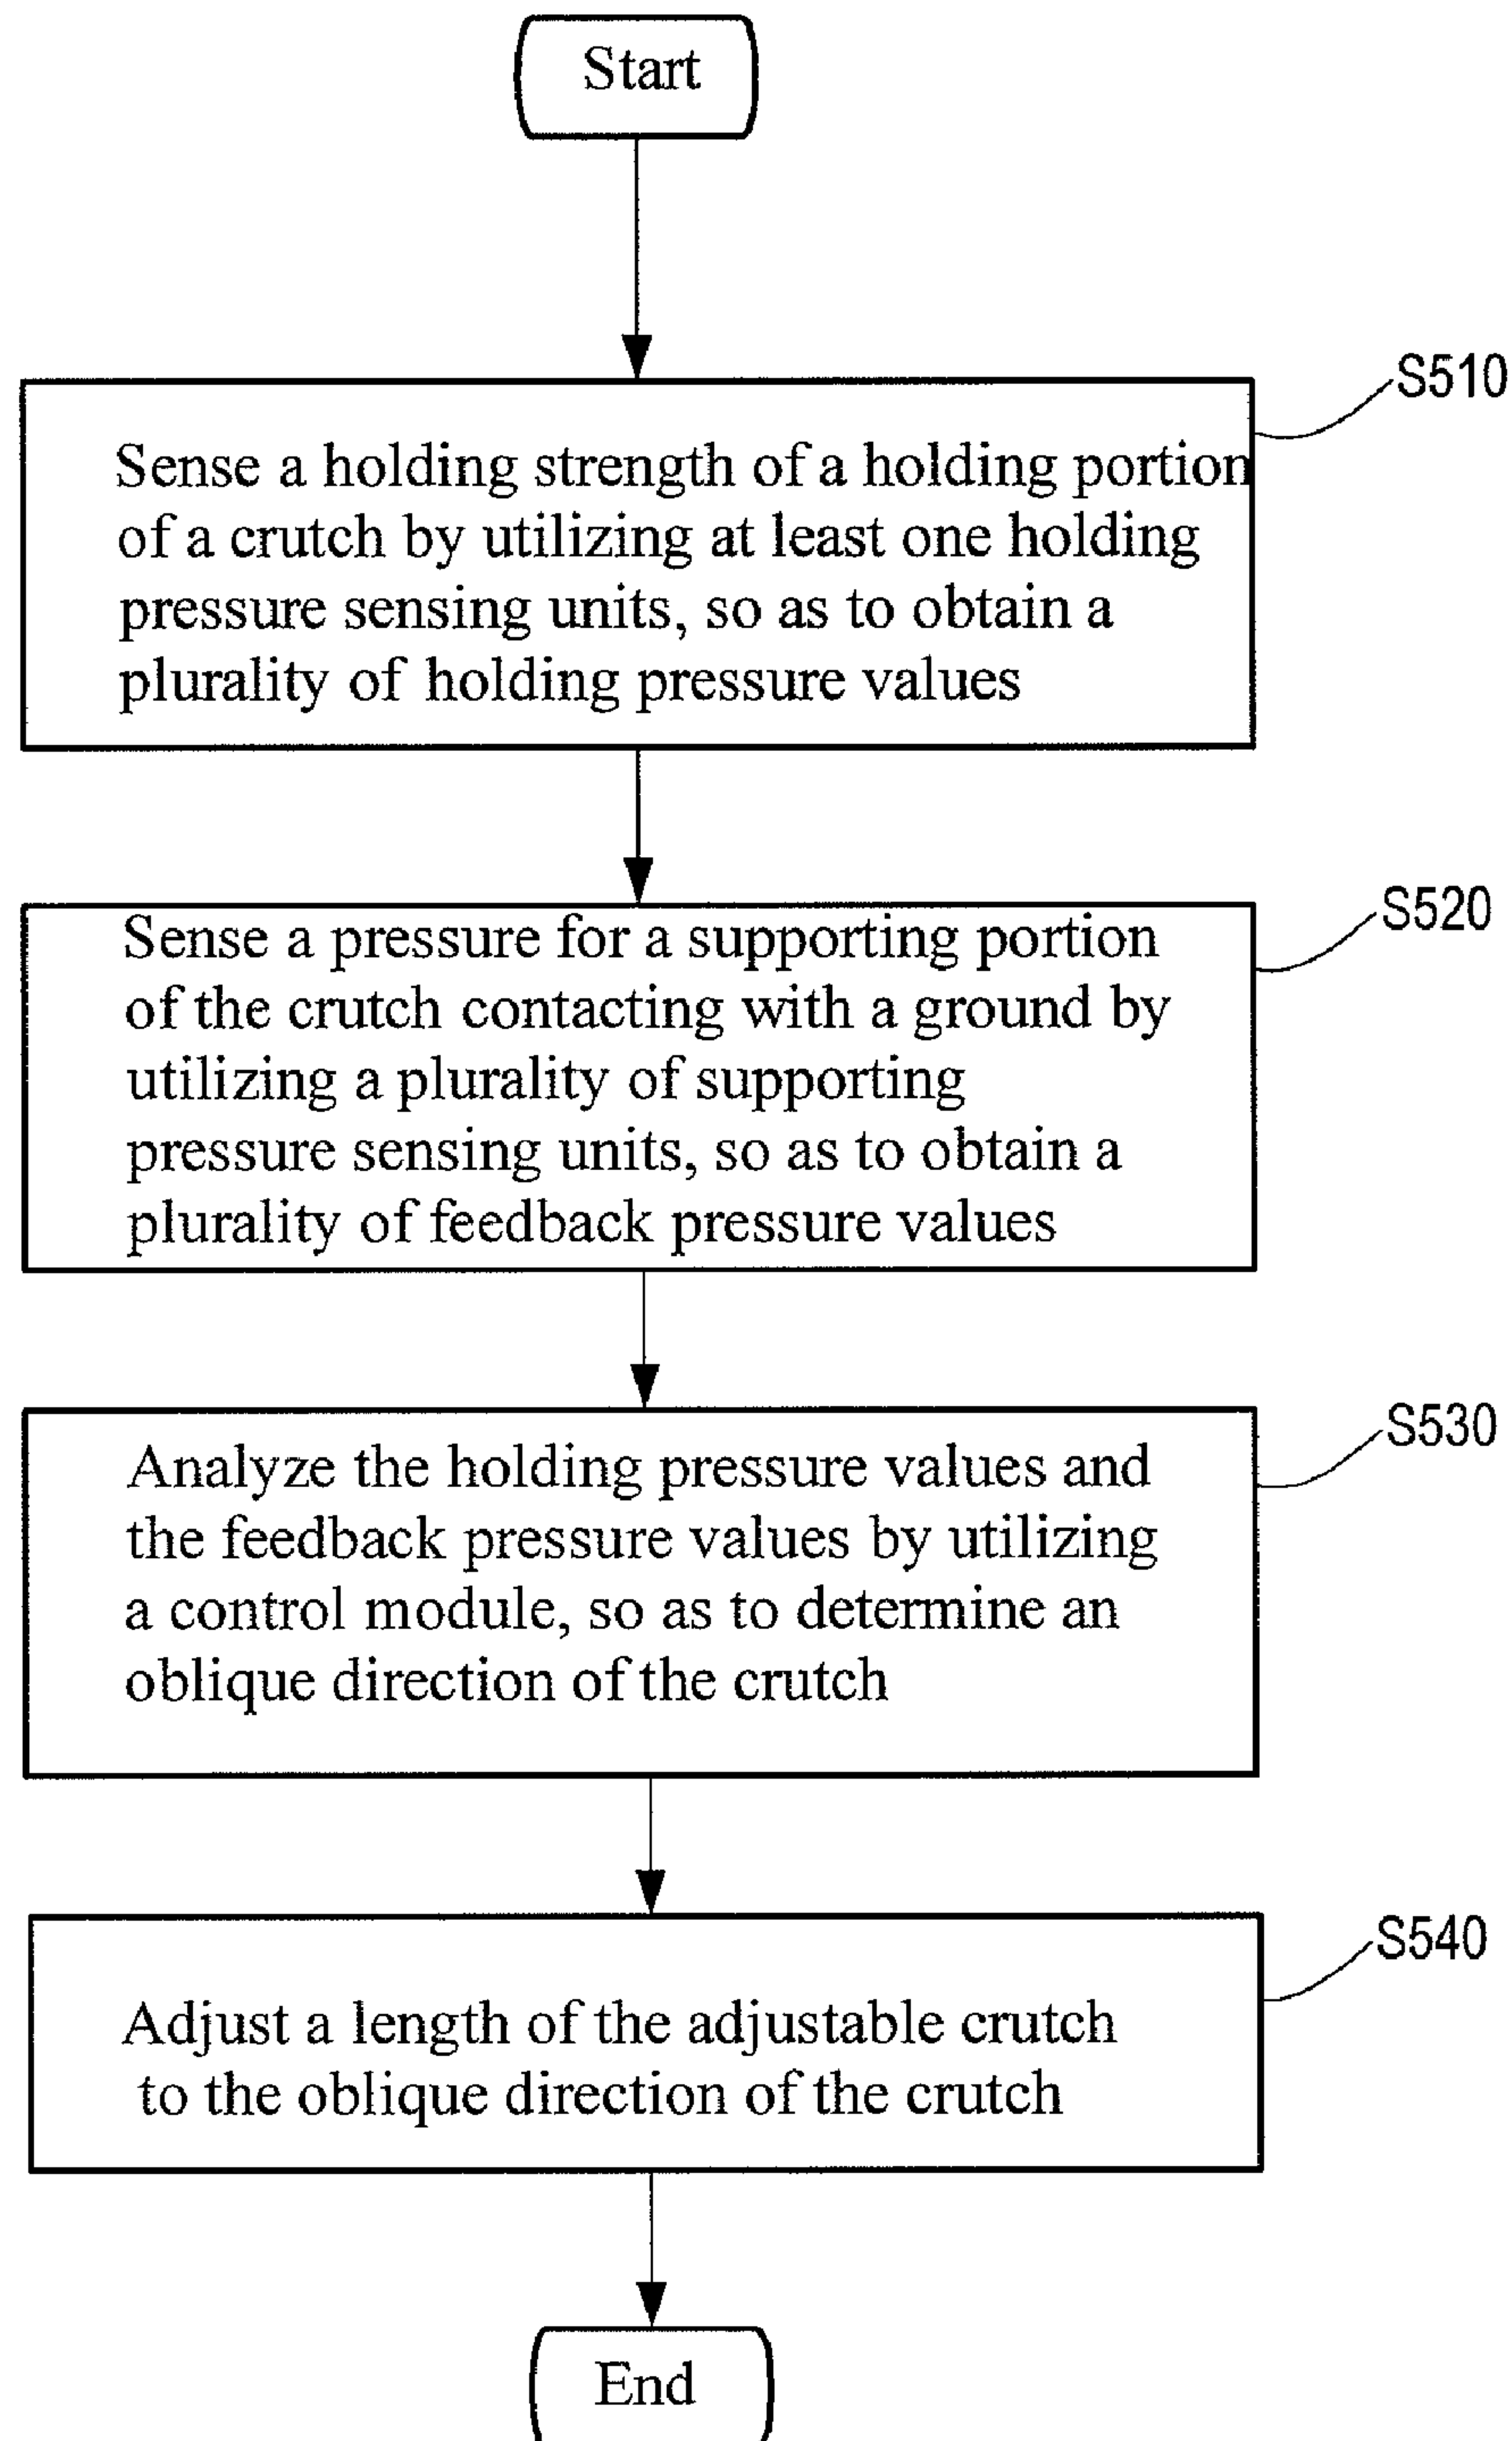 Start
S510
Sense a holding strength of a holding portion
of a crutch by utilizing at least one holding
pressure sensing units, so as to obtain a
plurality of holding pressure values
S520
Sense a pressure for a supporting portion
of the crutch contacting with a ground by
utilizing a plurality of supporting
pressure sensing units, so as to obtain a
plurality of feedback pressure values
S530
Analyze the holding pressure values and
the feedback pressure values by utilizing
a control module, so as to determine an
oblique direction of the crutch
S540
Adjust a length of the adjustable crutch
to the oblique direction of the crutch
End